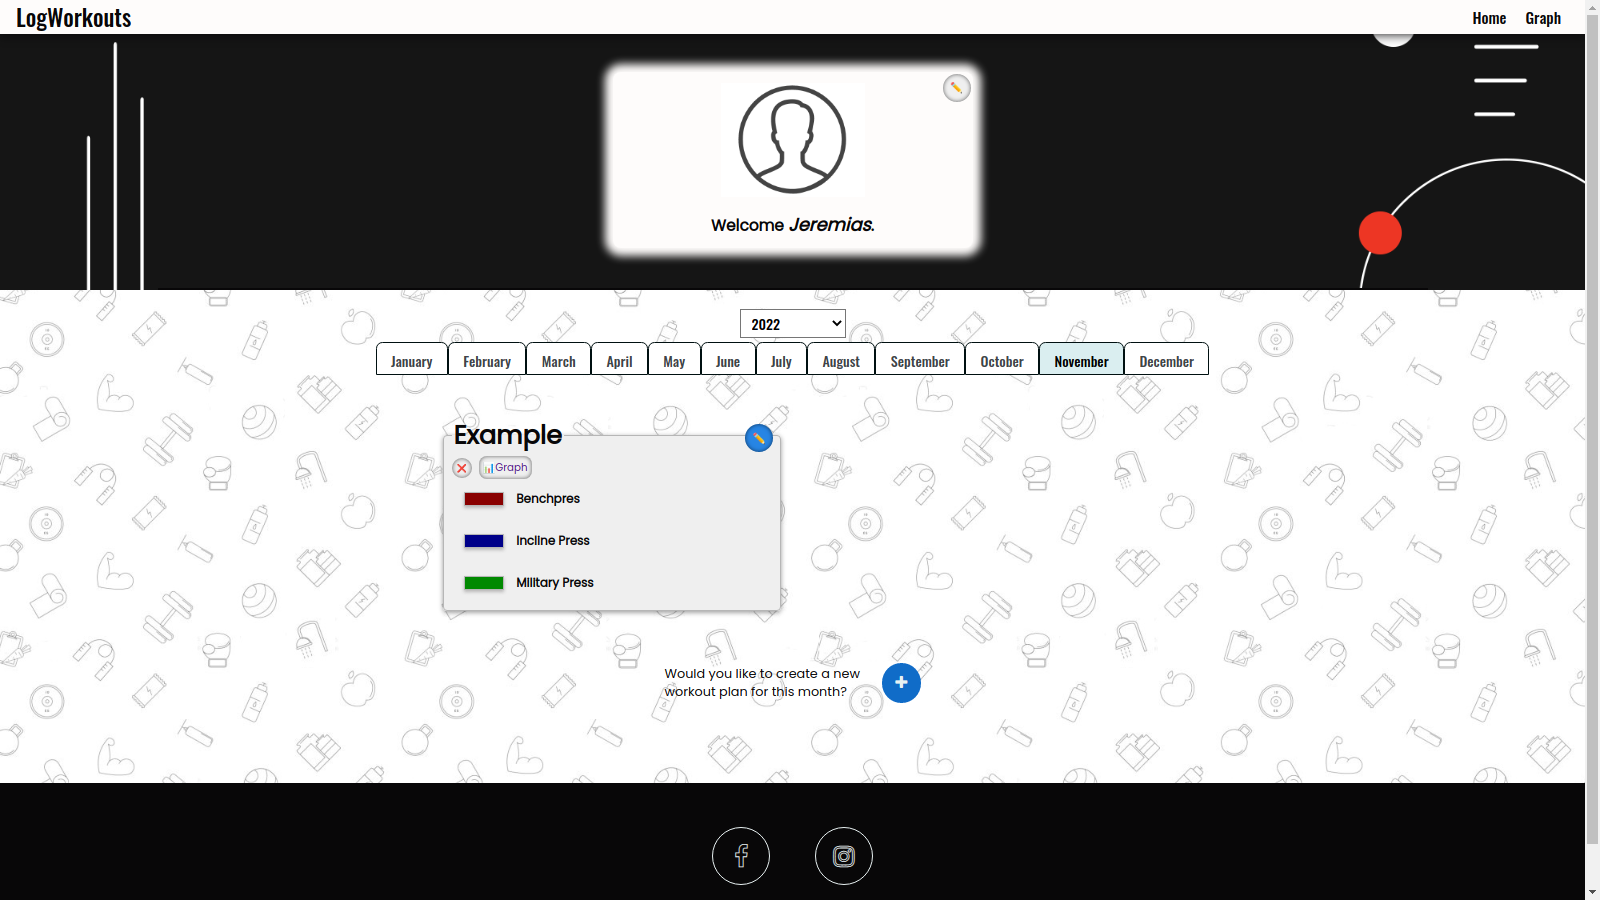 LogWorkouts
Home Graph
Welcome Jeremias.
2022
January February March April May June July August September October November December
Example
Graph
Benchpres
Incline Press
Military Press
Would you like to create a new
workout plan for this month?